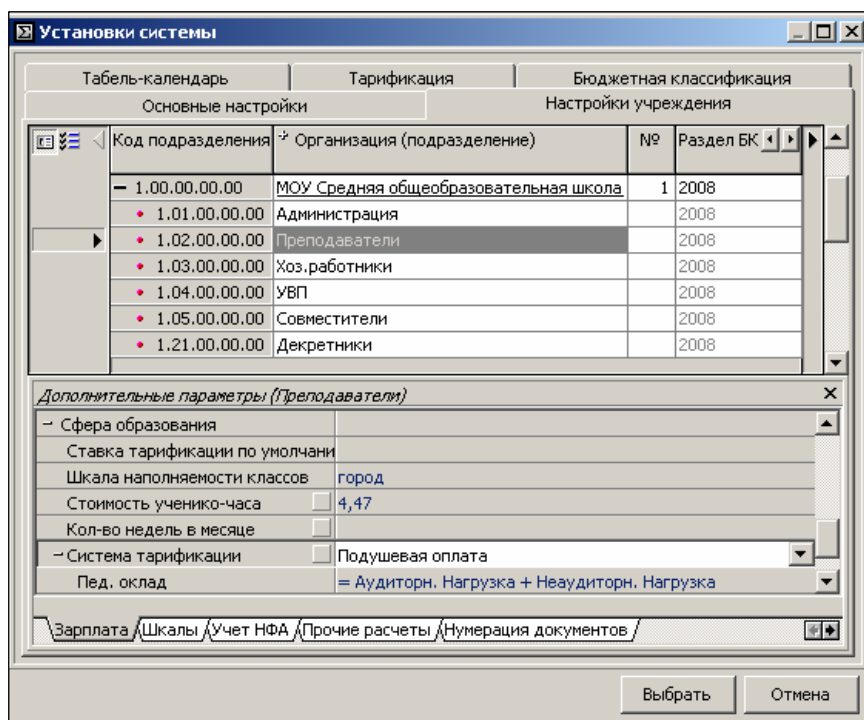 Установки системы
Табель-календарь Тарификация Бюджетная классификация
Основные настройки Настройки учреждения
Код подразделения Организация (подразделение) № Раздел БК
1.00.00.00.00 МОУ Средняя общеобразовательная школа 1 2008
1.01.00.00.00 Администрация 2008
1.02.00.00.00 Преподаватели 2008
1.03.00.00.00 Хоз.работники 2008
1.04.00.00.00 УВП 2008
1.05.00.00.00 Совместители 2008
1.21.00.00.00 Декретники 2008
Дополнительные параметры (Преподаватели)
Сфера образования
Ставка тарификации по умолчани
Шкала наполняемости классов город
Стоимость ученико-часа 4,47
Кол-во недель в месяце
Система тарификации Подушевая оплата
Пед. оклад = Аудиторн. Нагрузка + Неаудиторн. Нагрузка
Зарплата Шкалы Учет НФА Прочие расчеты Нумерация документов
Выбрать Отмена